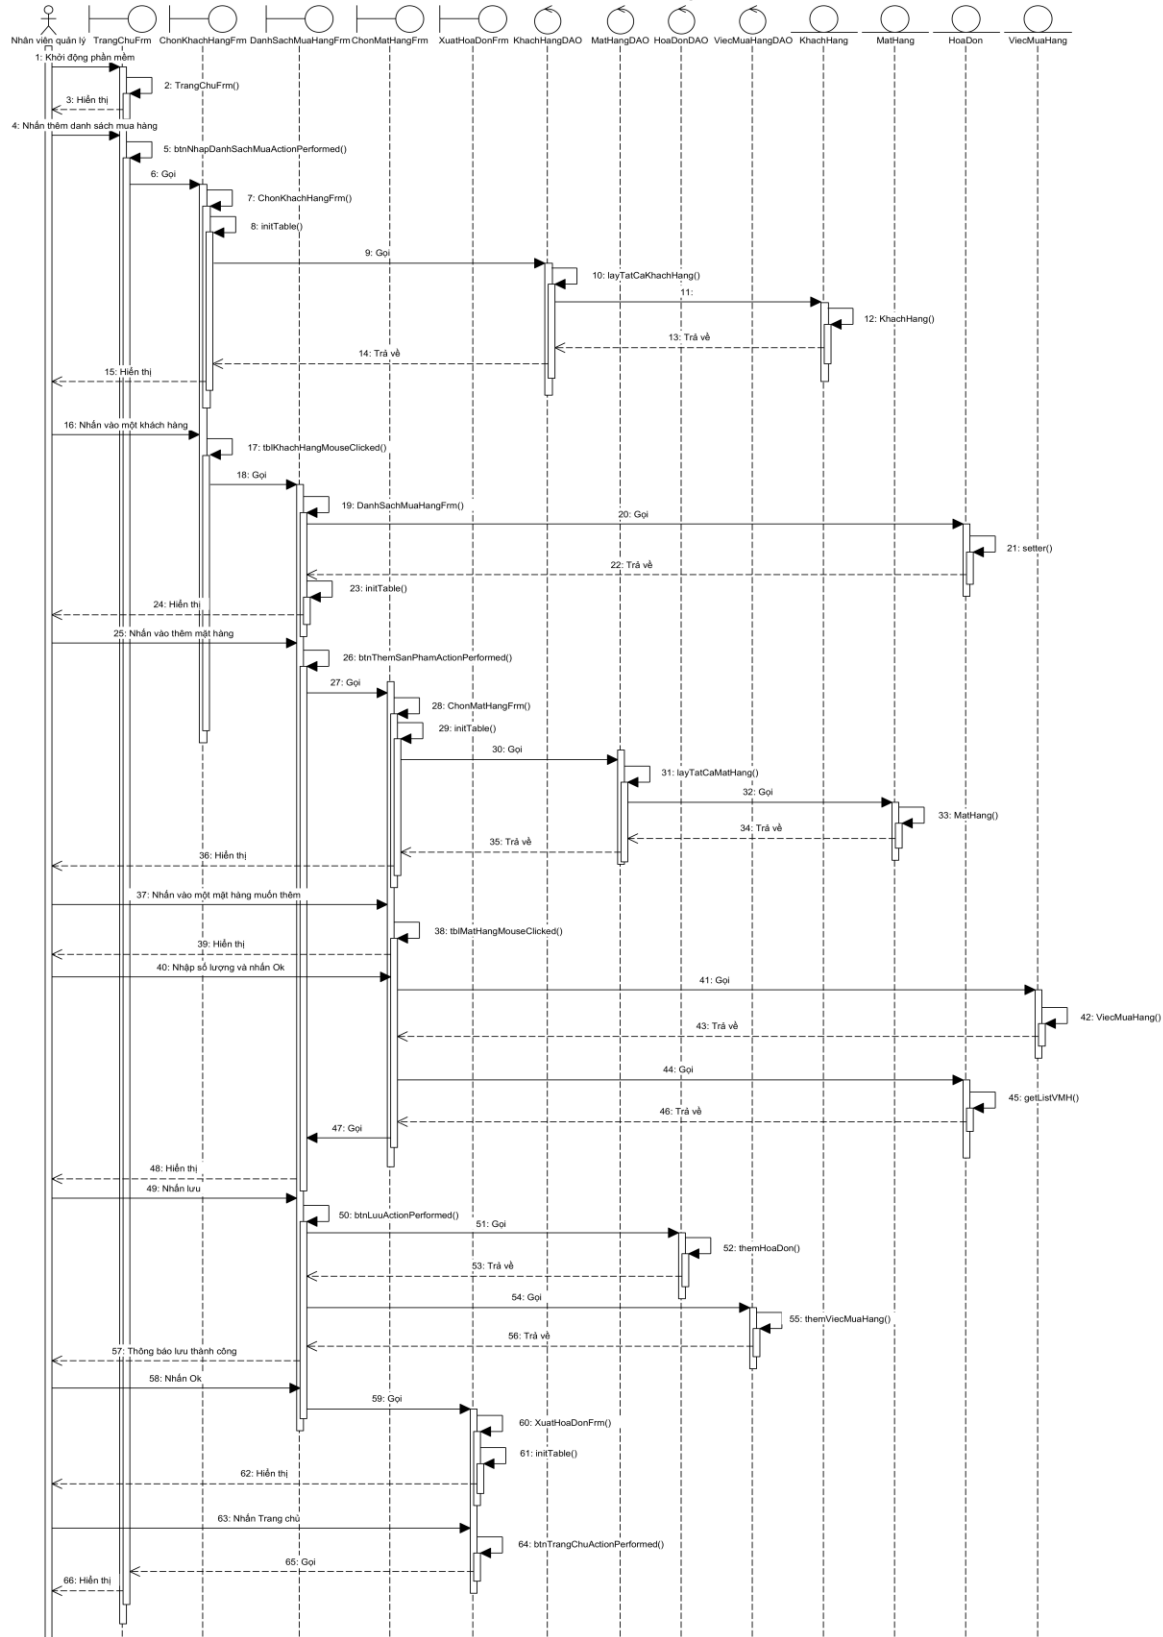 Nhân viên quản lý TrangChuFrm ChonKhachHangFrm DanhSachMuaHangFrm ChonMatHangFrm XuatHoaDonFrm KhachHangDAO MatHangDAO HoaDonDAO ViecMuaHangDAO KhachHang MatHang HoaDon ViecMuaHang
1: Khởi động phần mềm
2: TrangChuFrm()
3: Hiển thị
4: Nhấn thêm danh sách mua hàng
5: btnNhapDanhSachMuaActionPerformed()
6: Gọi
7: ChonKhachHangFrm()
8: initTable()
9: Gọi
10: layTatCaKhachHang()
11:
12: KhachHang()
13: Trả về
14: Trả về
15: Hiển thị
16: Nhấn vào một khách hàng
17: tblKhachHangMouseClicked()
18: Gọi
19: DanhSachMuaHangFrm()
20: Gọi
21: setter()
22: Trả về
23: initTable()
24: Hiển thị
25: Nhấn vào thêm mặt hàng
26: btnThemSanPhamActionPerformed()
27: Gọi
28: ChonMatHangFrm()
29: initTable()
30: Gọi
31: layTatCaMatHang()
32: Gọi
33: MatHang()
34: Trả về
35: Trả về
36: Hiển thị
37: Nhấn vào một mặt hàng muốn thêm
38: tblMatHangMouseClicked()
39: Hiển thị
40: Nhập số lượng và nhấn Ok
41: Gọi
42: ViecMuaHang()
43: Trả về
44: Gọi
45: getListVMH()
46: Trả về
47: Gọi
48: Hiển thị
49: Nhấn lưu
50: btnLuuActionPerformed()
51: Gọi
52: themHoaDon()
53: Trả về
54: Gọi
55: themViecMuaHang()
56: Trả về
57: Thông báo lưu thành công
58: Nhấn Ok
59: Gọi
60: XuatHoaDonFrm()
61: initTable()
62: Hiển thị
63: Nhấn Trang chủ
64: btnTrangChuActionPerformed()
65: Gọi
66: Hiển thị